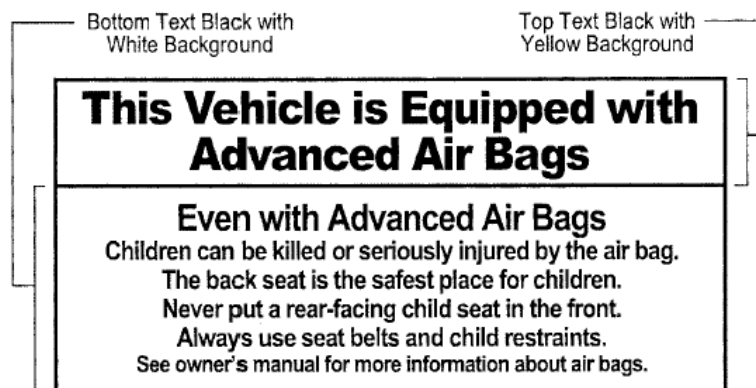 Bottom Text Black with
White Background
Top Text Black with
Yellow Background
This Vehicle is Equipped with
Advanced Air Bags
Even with Advanced Air Bags
Children can be killed or seriously injured by the air bag.
The back seat is the safest place for children.
Never put a rear-facing child seat in the front.
Always use seat belts and child restraints.
See owner's manual for more information about air bags.